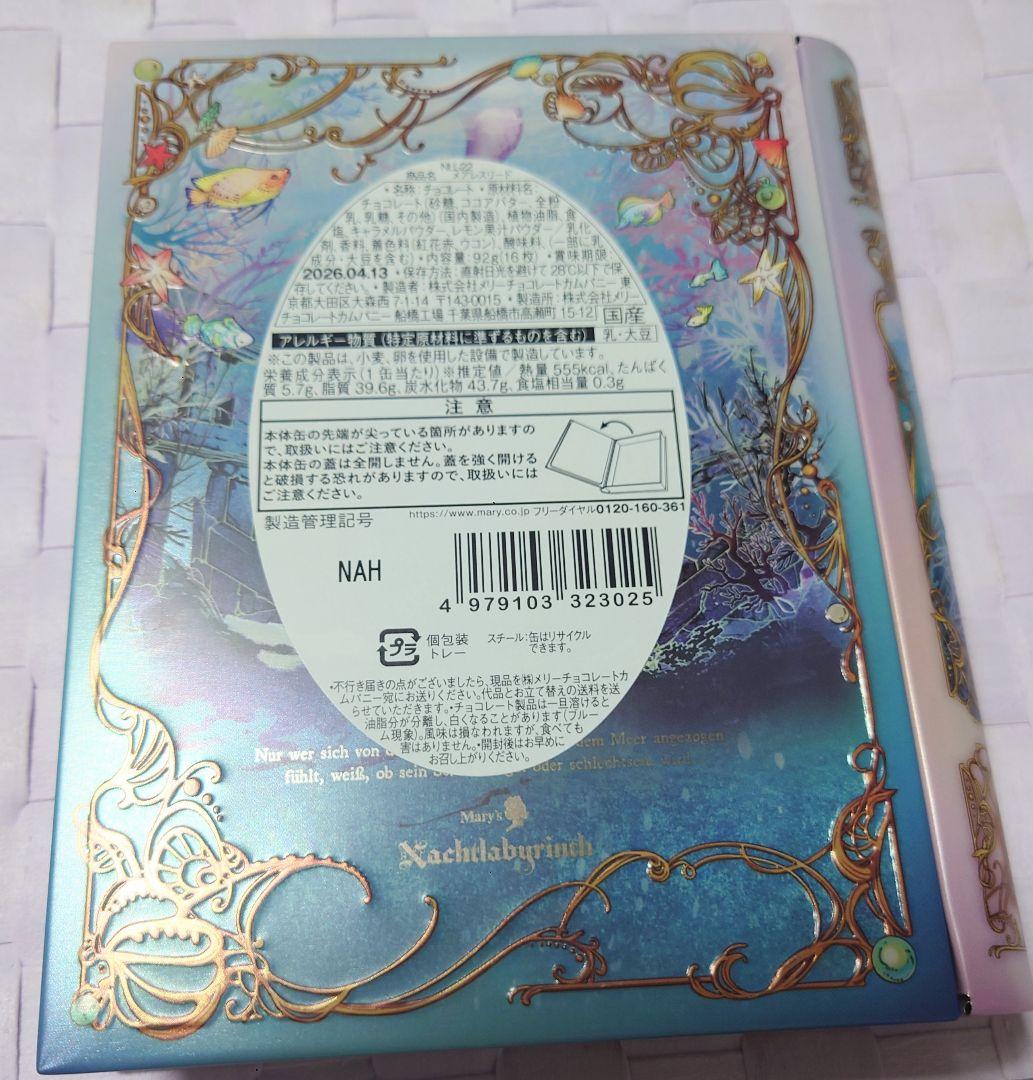 NLL22
商品名 メアレスリード
・名称:チョコレート・原材料名:
チョコレート[砂糖、ココアバター、全粉
乳、乳糖、その他](国内製造)、植物油脂、食
塩、キャラメルパウダー、レモン果汁パウダー／乳化
剤、香料、着色料(紅花赤、ウコン)、酸味料、(一部に乳
成分・大豆を含む)・内容量:92g(16枚)・賞味期限:
2026.04.13・保存方法:直射日光を避けて28℃以下で保
存してください。・製造者:株式会社メリーチョコレートカムパニー 東
京都大田区大森西7-1-14 〒143-0015・製造所:株式会社メリー
チョコレートカムパニー 船橋工場 千葉県船橋市高瀬町15-12 国産
アレルギー物質(特定原材料に準ずるものを含む) 乳・大豆
※この製品は、小麦、卵を使用した設備で製造しています。
栄養成分表示(1缶当たり)※推定値／熱量 555kcal、たんぱく
質 5.7g、脂質 39.6g、炭水化物 43.7g、食塩相当量 0.3g
注意
本体缶の先端が尖っている箇所がありますの
で、取扱いにはご注意ください。
本体缶の蓋は全開しません。蓋を強く開ける
と破損する恐れがありますので、取扱いには
ご注意ください。
製造管理記号 https://www.mary.co.jp フリーダイヤル0120-160-361
NAH
4 979103 323025
プラ 個包装
トレー
スチール:缶はリサイクル
できます。
・不行き届きの点がございましたら、現品を㈱メリーチョコレートカ
ムパニー宛にお送りください。代品とお立て替えの送料を送
らせていただきます。・チョコレート製品は一旦溶けると
油脂分が分離し、白くなることがあります(ブルー
ム現象)。風味は損なわれますが、食べても
害はありません。・開封後はお早めに
お召し上がりください。
Nur wer sich von dem Meer angezogen
fühlt, weiß, ob sein oder schlecht
Mary's
Nachtlabyrinth